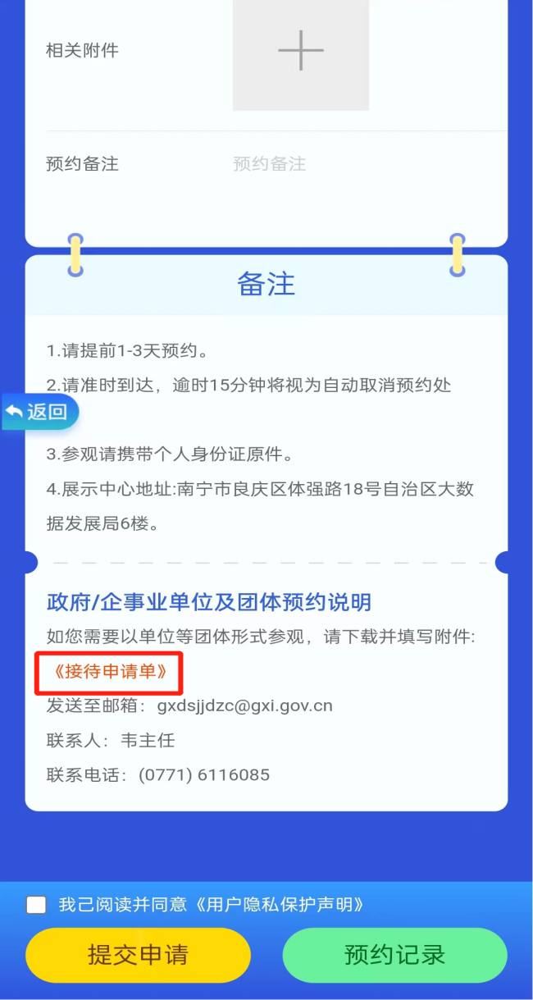 相关附件
预约备注
预约备注
备注
1.请提前1-3天预约。
2.请准时到达，逾时15分钟将视为自动取消预约处
返回
3.参观请携带个人身份证原件。
4.展示中心地址:南宁市良庆区体强路18号自治区大数
据发展局6楼。
政府/企事业单位及团体预约说明
如您需要以单位等团体形式参观，请下载并填写附件:
《接待申请单》
发送至邮箱：gxdsjjdzc@gxi.gov.cn
联系人：韦主任
联系电话：(0771) 6116085
我己阅读并同意《用户隐私保护声明》
提交申请
预约记录